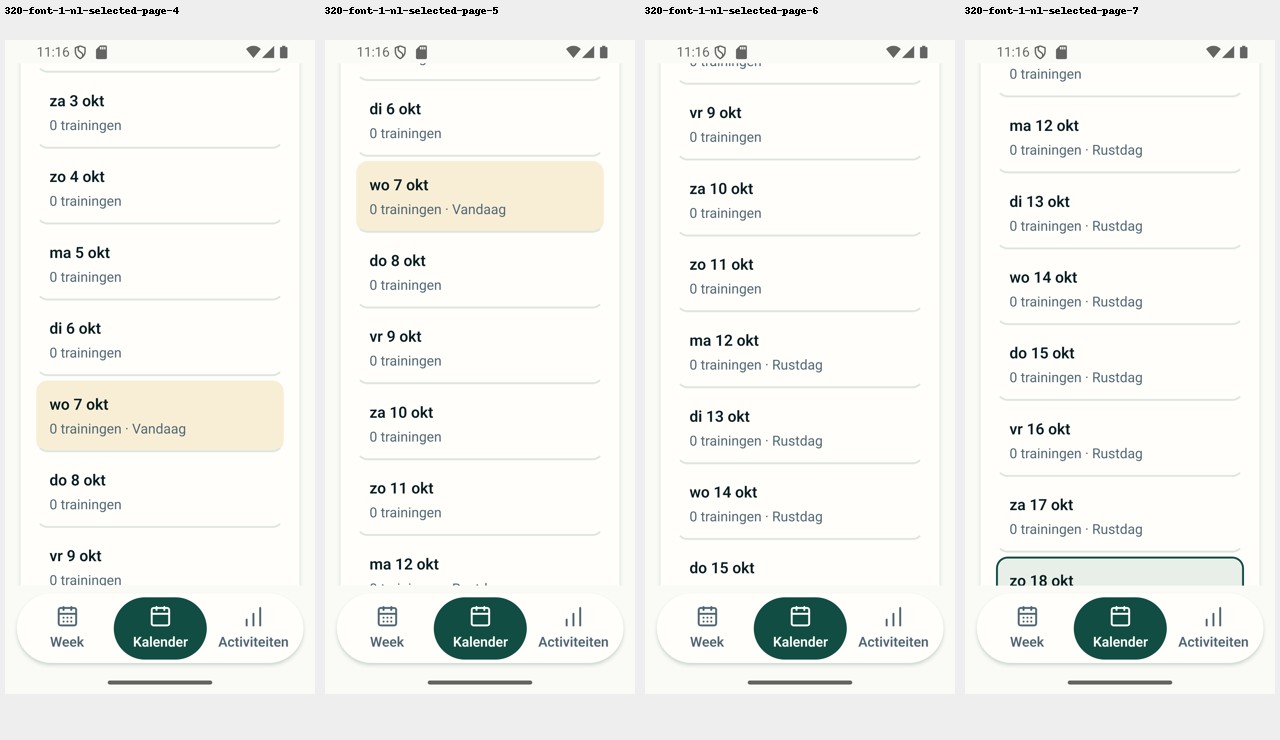 320-font-1-nl-selected-page-4
11:16
za 3 okt
0 trainingen
zo 4 okt
0 trainingen
ma 5 okt
0 trainingen
di 6 okt
0 trainingen
wo 7 okt
0 trainingen · Vandaag
do 8 okt
0 trainingen
vr 9 okt
0 trainingen
Week
Kalender
Activiteiten
320-font-1-nl-selected-page-5
11:16
di 6 okt
0 trainingen
wo 7 okt
0 trainingen · Vandaag
do 8 okt
0 trainingen
vr 9 okt
0 trainingen
za 10 okt
0 trainingen
zo 11 okt
0 trainingen
ma 12 okt
Week
Kalender
Activiteiten
320-font-1-nl-selected-page-6
11:16
0 trainingen
vr 9 okt
0 trainingen
za 10 okt
0 trainingen
zo 11 okt
0 trainingen
ma 12 okt
0 trainingen · Rustdag
di 13 okt
0 trainingen · Rustdag
wo 14 okt
0 trainingen · Rustdag
do 15 okt
Week
Kalender
Activiteiten
320-font-1-nl-selected-page-7
11:16
0 trainingen
ma 12 okt
0 trainingen · Rustdag
di 13 okt
0 trainingen · Rustdag
wo 14 okt
0 trainingen · Rustdag
do 15 okt
0 trainingen · Rustdag
vr 16 okt
0 trainingen · Rustdag
za 17 okt
0 trainingen · Rustdag
zo 18 okt
Week
Kalender
Activiteiten